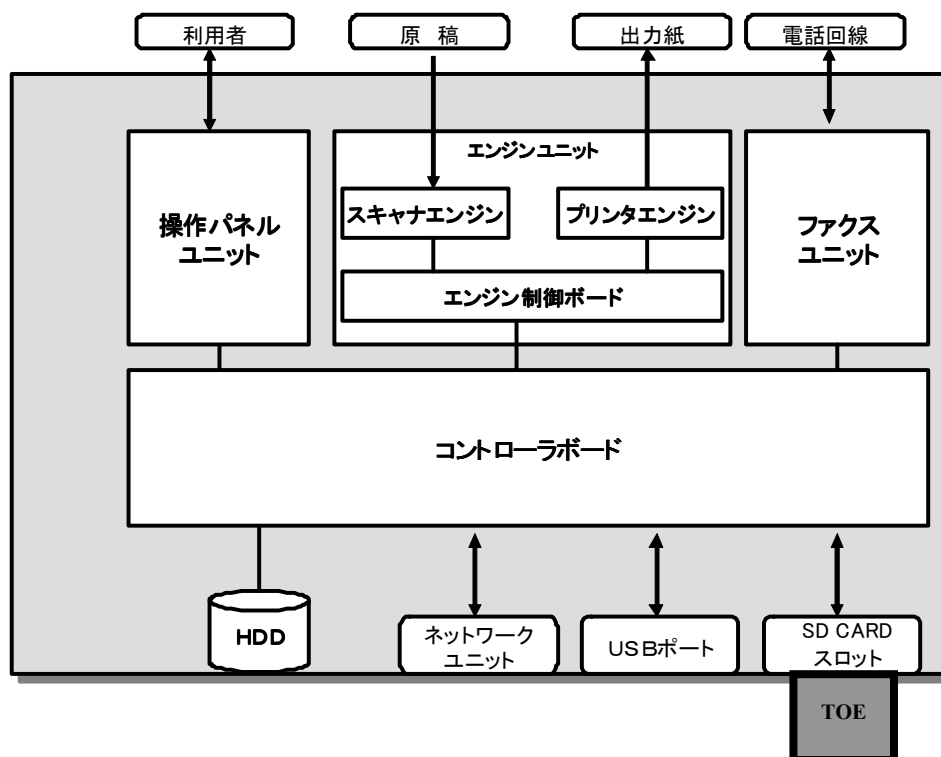 利用者
原 稿
出力紙
電話回線
エンジンユニット
スキャナエンジン
プリンタエンジン
エンジン制御ボード
操作パネル
ユニット
ファクス
ユニット
コントローラボード
HDD
ネットワーク
ユニット
USBポート
SD CARD
スロット
TOE